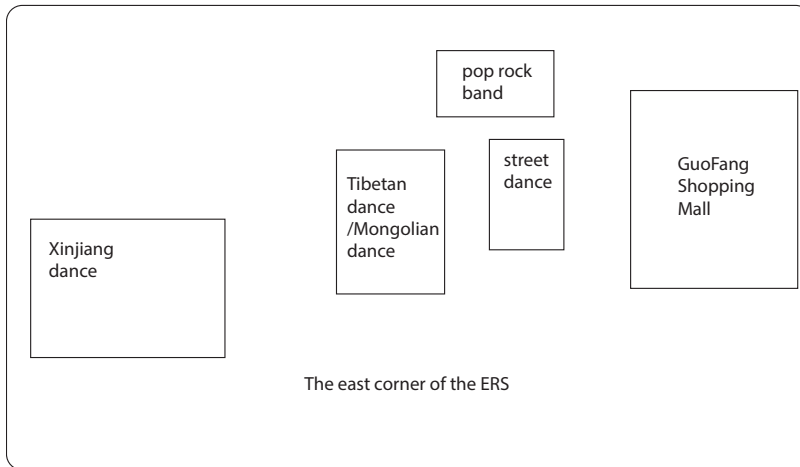 pop rock
band
street
dance
GuoFang
Shopping
Mall
Tibetan
dance
/Mongolian
dance
Xinjiang
dance
The east corner of the ERS